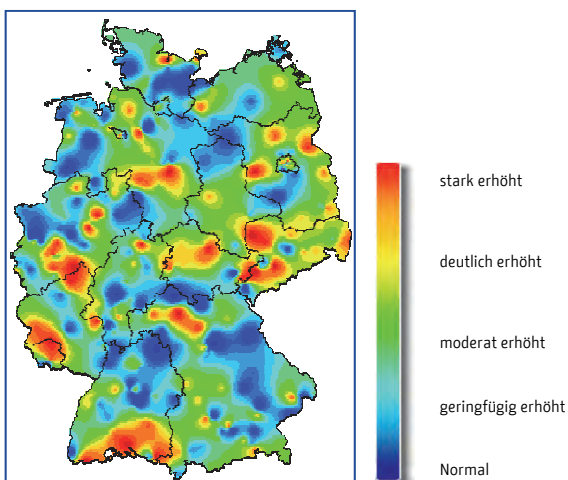 stark erhöht
deutlich erhöht
moderat erhöht
geringfügig erhöht
Normal